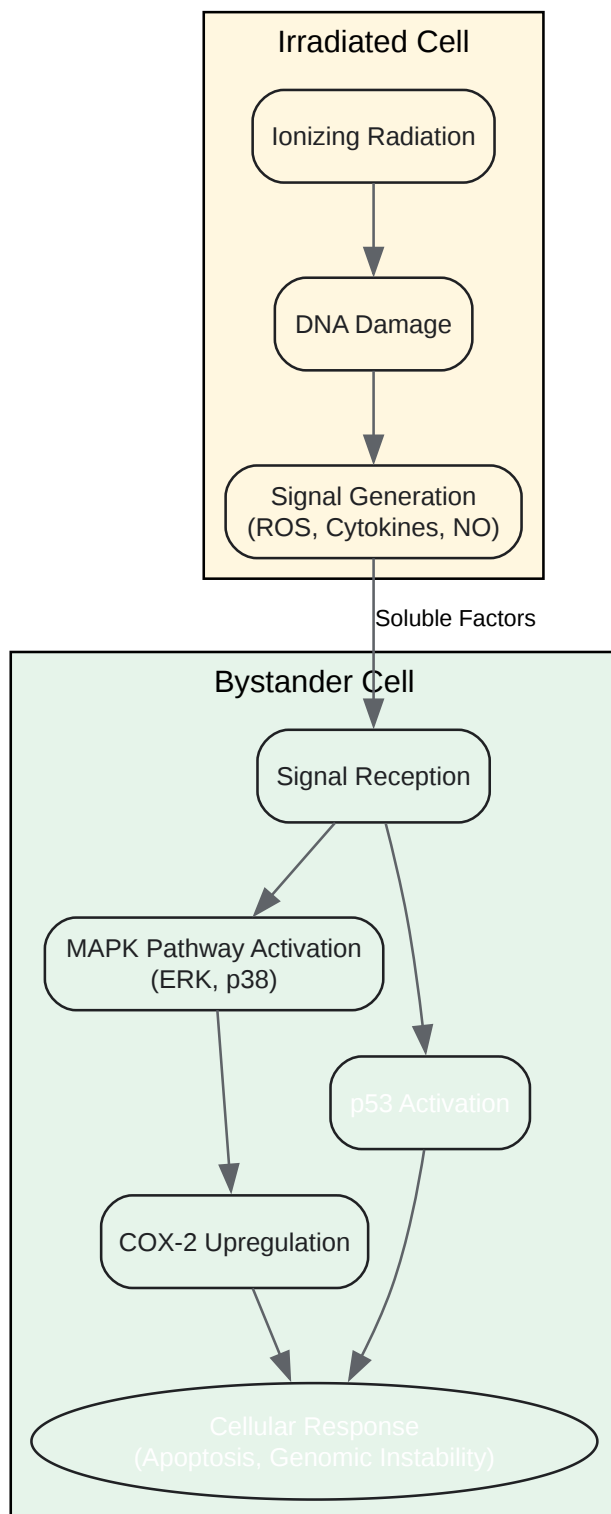 Irradiated Cell
Ionizing Radiation
DNA Damage
Signal Generation
(ROS, Cytokines, NO)
Soluble Factors
Bystander Cell
Signal Reception
MAPK Pathway Activation
(ERK, p38)
p53 Activation
COX-2 Upregulation
Cellular Response
(Apoptosis, Genomic Instability)